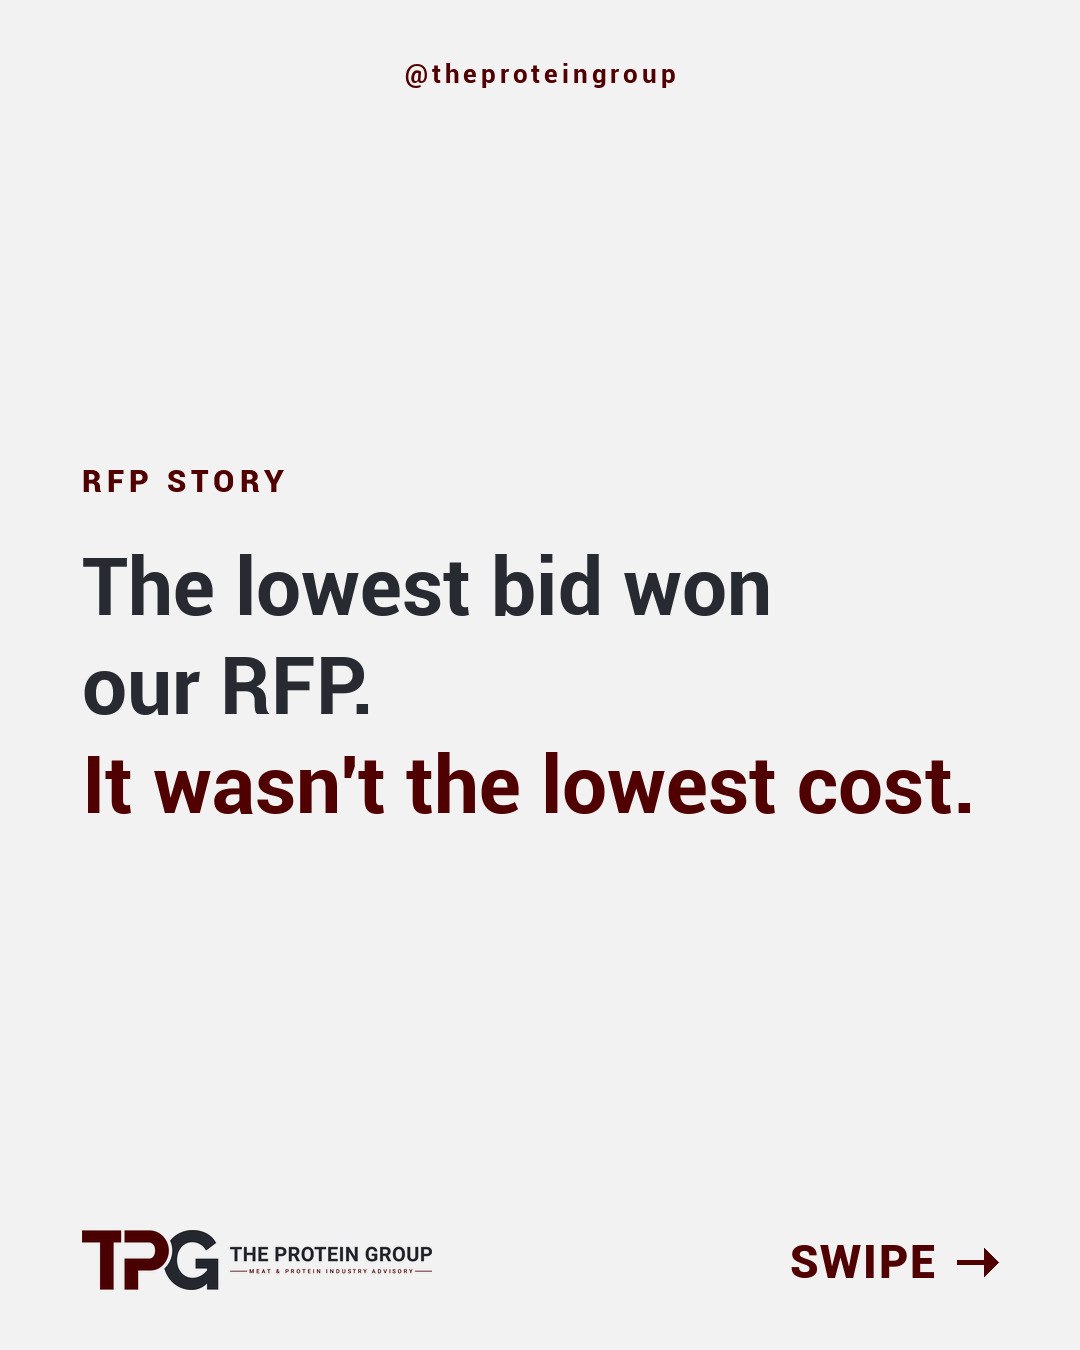 @theproteingroup
RFP STORY
The lowest bid won
our RFP.
It wasn't the lowest cost.
TPG
THE PROTEIN GROUP
MEAT & PROTEIN INDUSTRY ADVISORY
SWIPE